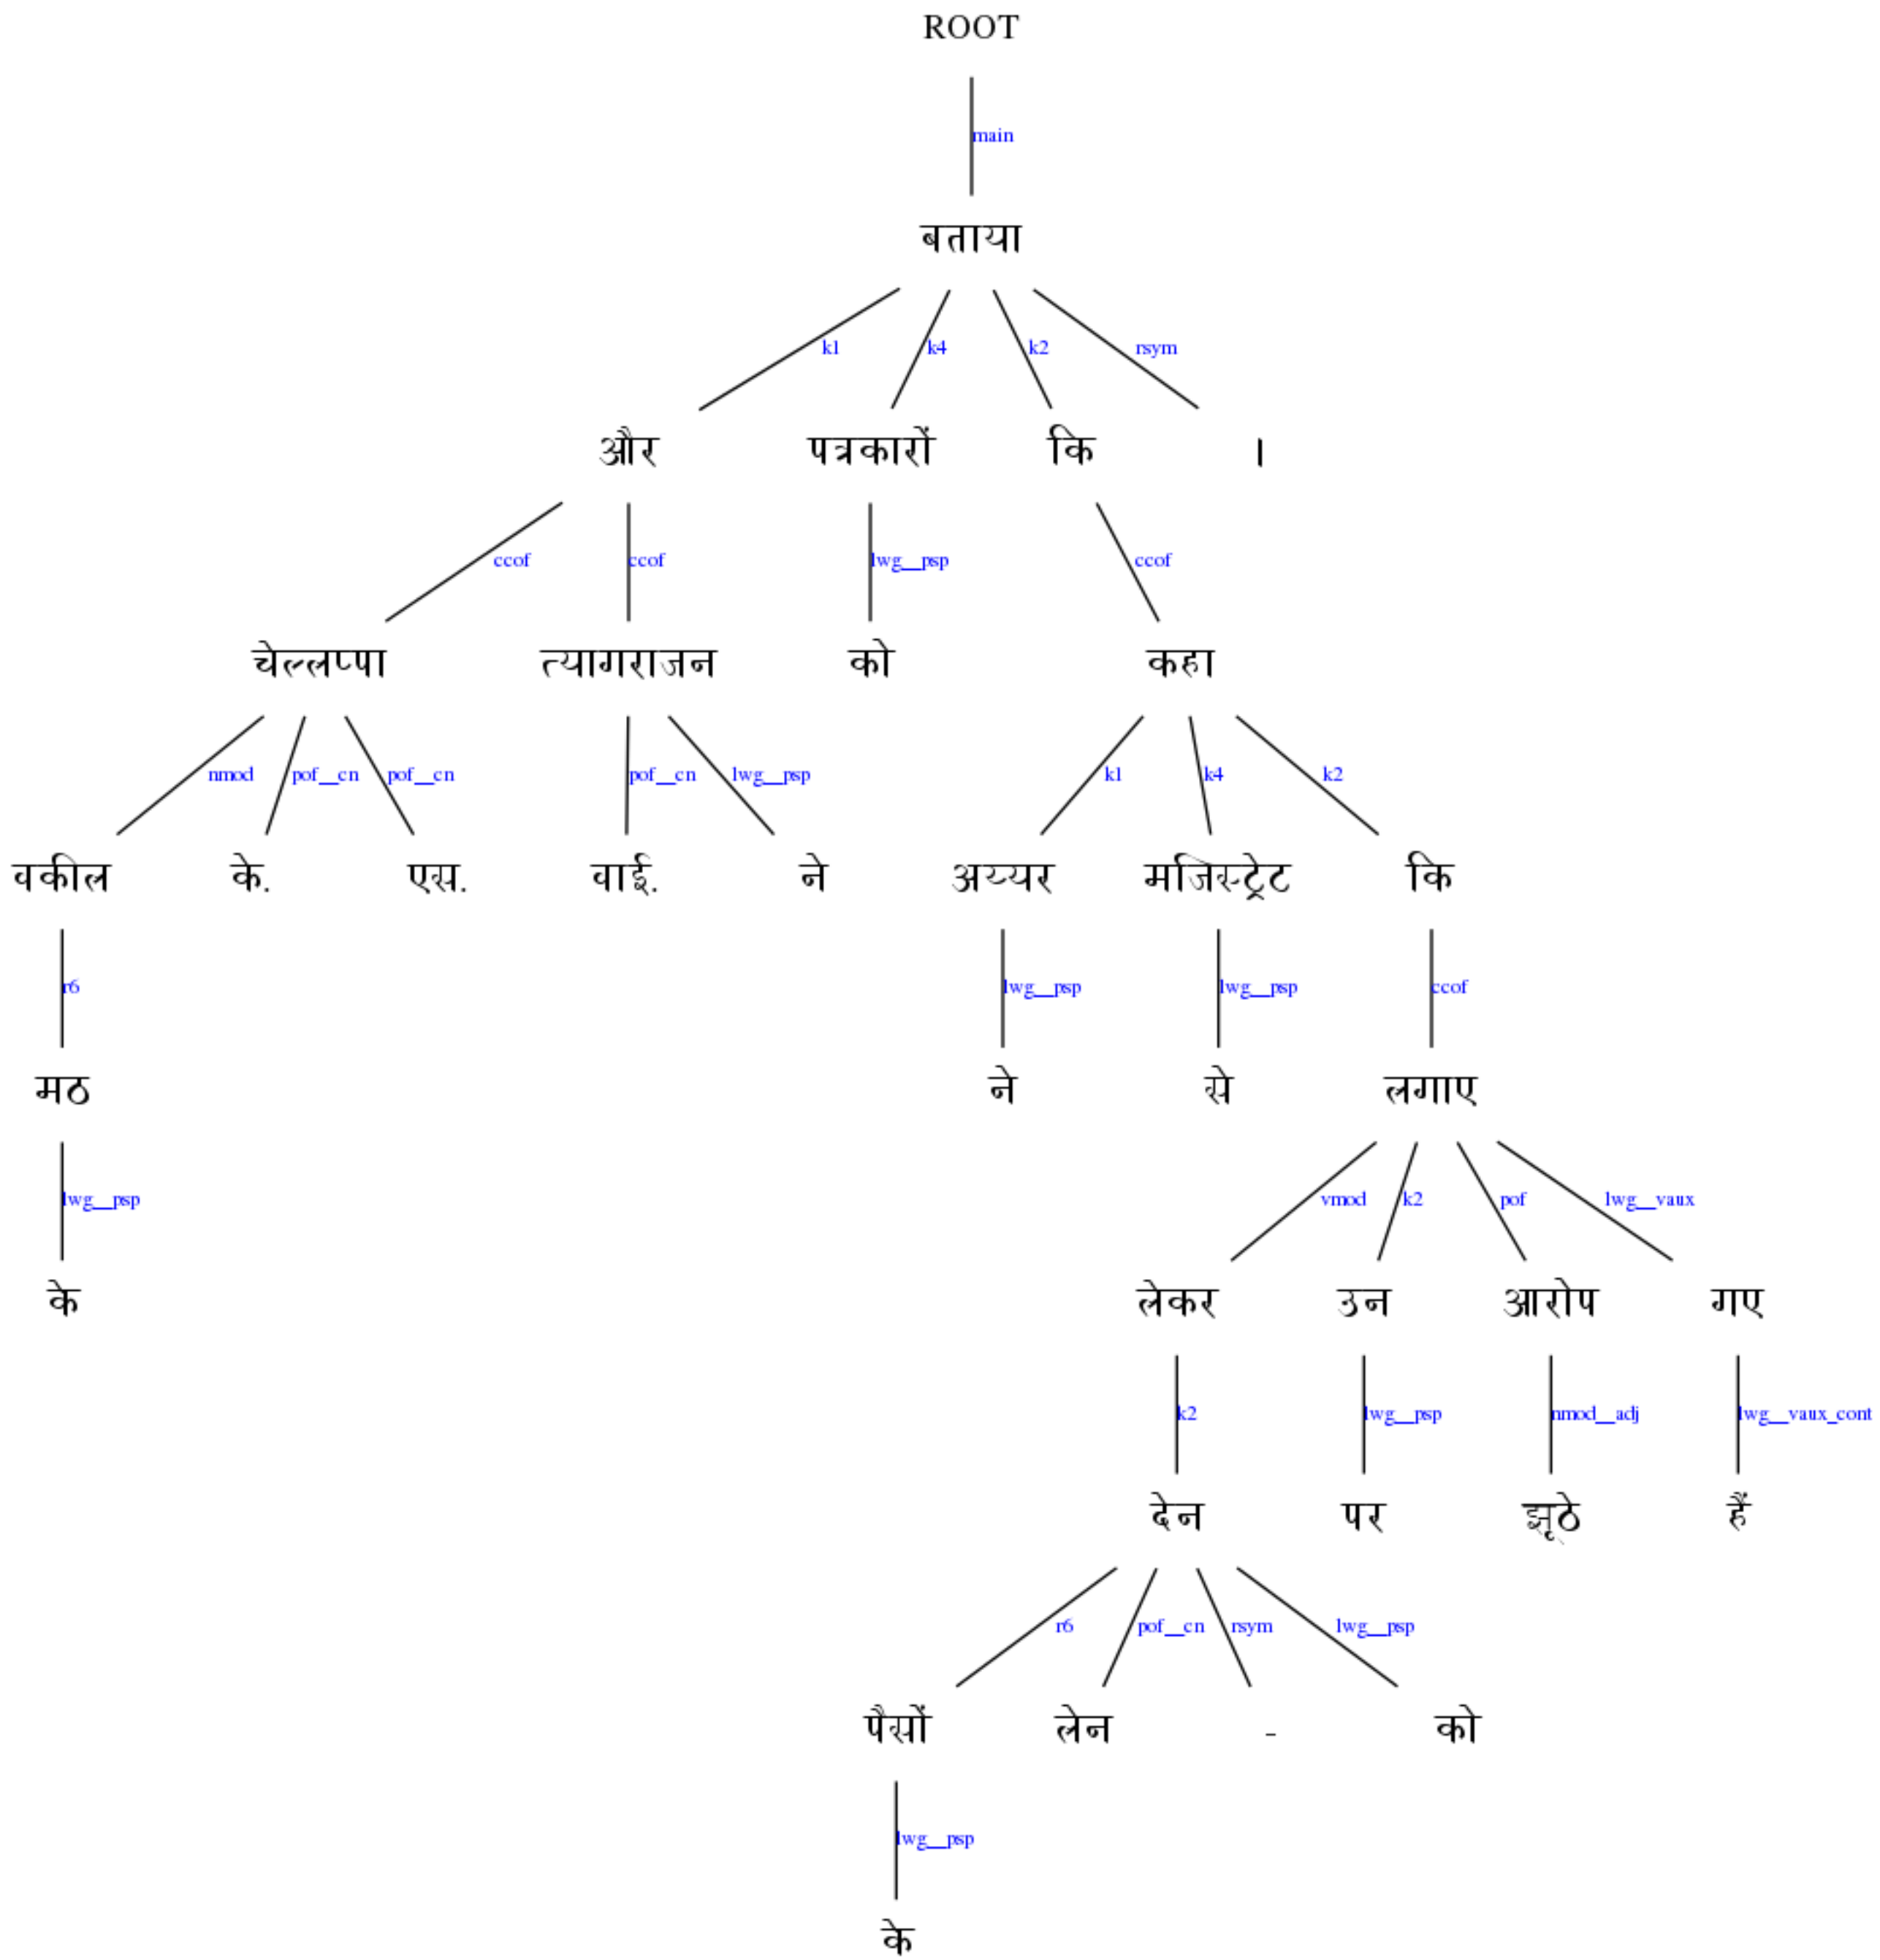 ROOT
main
बताया
k1 k4 k2 rsym
और पत्रकारों कि ।
ccof ccof lwg__psp ccof
चेल्लप्पा त्यागराजन को कहा
nmod pof__cn pof__cn pof__cn lwg__psp k1 k4 k2
वकील के. एस. वाई. ने अय्यर मजिस्ट्रेट कि
r6 lwg__psp lwg__psp ccof
मठ ने से लगाए
lwg__psp vmod k2 pof lwg__vaux
के लेकर उन आरोप गए
k2 lwg__psp nmod__adj lwg__vaux_cont
देन पर झूठे हैं
r6 pof__cn rsym lwg__psp
पैसों लेन - को
lwg__psp
के